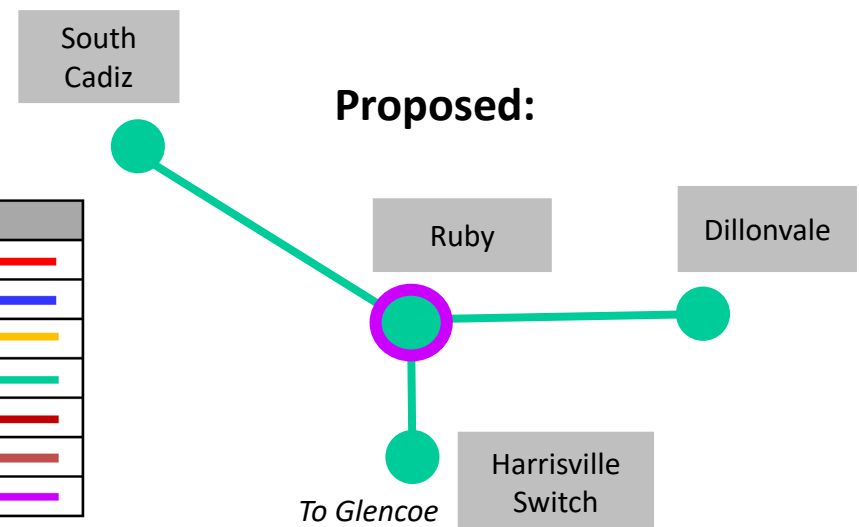 South
Cadiz
Proposed:
Ruby
Dillonvale
Harrisville
Switch
To Glencoe